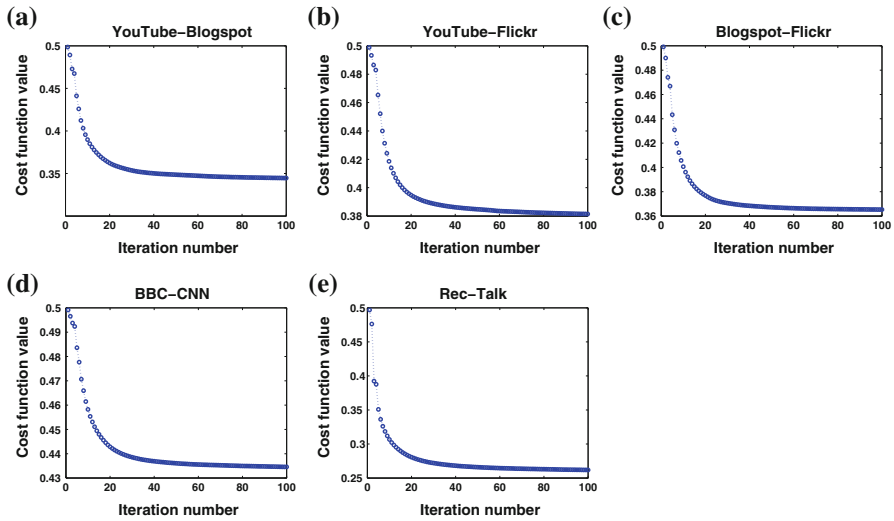 (a)
YouTube−Blogspot
0.5
0.45
0.4
0.35
Cost function value
0 20 40 60 80 100
Iteration number
(b)
YouTube−Flickr
0.5
0.48
0.46
0.44
0.42
0.4
0.38
Cost function value
0 20 40 60 80 100
Iteration number
(c)
Blogspot−Flickr
0.5
0.48
0.46
0.44
0.42
0.4
0.38
0.36
Cost function value
0 20 40 60 80 100
Iteration number
(d)
BBC−CNN
0.5
0.49
0.48
0.47
0.46
0.45
0.44
0.43
Cost function value
0 20 40 60 80 100
Iteration number
(e)
Rec−Talk
0.5
0.45
0.4
0.35
0.3
0.25
Cost function value
0 20 40 60 80 100
Iteration number